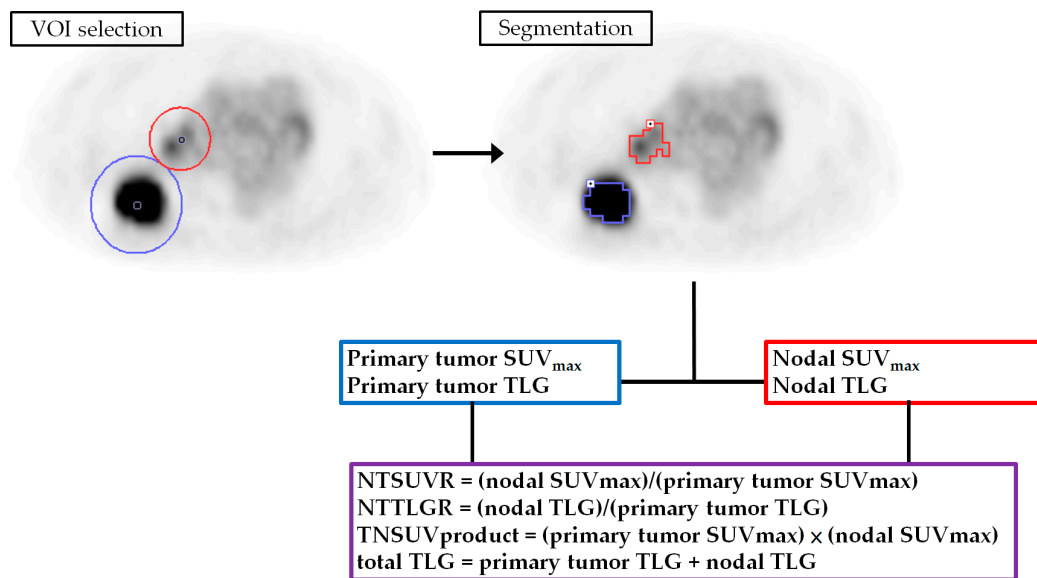 VOI selection
Segmentation
Primary tumor SUVmax
Primary tumor TLG
Nodal SUVmax
Nodal TLG
NTSUVR = (nodal SUVmax)/(primary tumor SUVmax)
NTTLGR = (nodal TLG)/(primary tumor TLG)
TNSUVproduct = (primary tumor SUVmax) × (nodal SUVmax)
total TLG = primary tumor TLG + nodal TLG